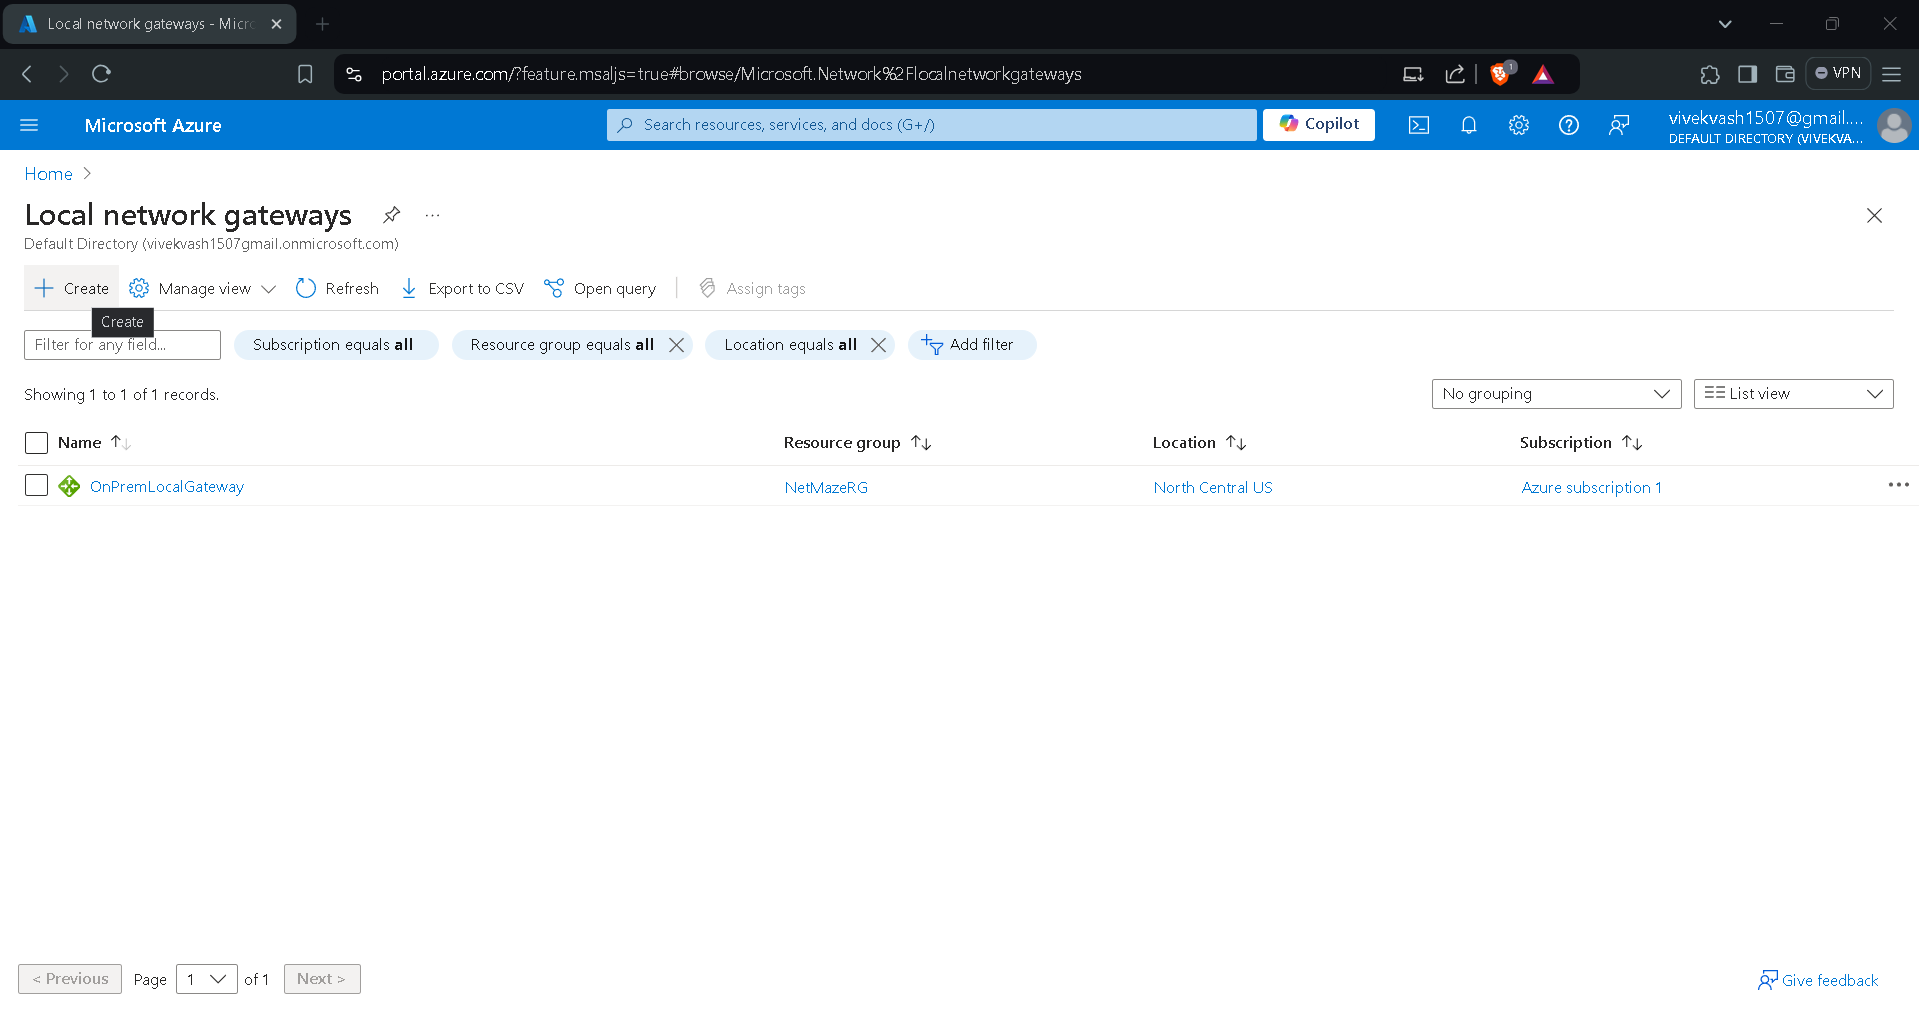 Local network gateways - Micr
portal.azure.com/?feature.msaljs=true#browse/Microsoft.Network%2Flocalnetworkgateways
1
VPN
Microsoft Azure
Search resources, services, and docs (G+/)
Copilot
vivekvash1507@gmail....
DEFAULT DIRECTORY (VIVEKVA...
Home
Local network gateways
...
Default Directory (vivekvash1507gmail.onmicrosoft.com)
Create
Manage view
Refresh
Export to CSV
Open query
Assign tags
Create
Filter for any field...
Subscription equals all
Resource group equals all
Location equals all
Add filter
Showing 1 to 1 of 1 records.
No grouping
List view
Name
Resource group
Location
Subscription
OnPremLocalGateway
NetMazeRG
North Central US
Azure subscription 1
< Previous
Page
1
of 1
Next >
Give feedback